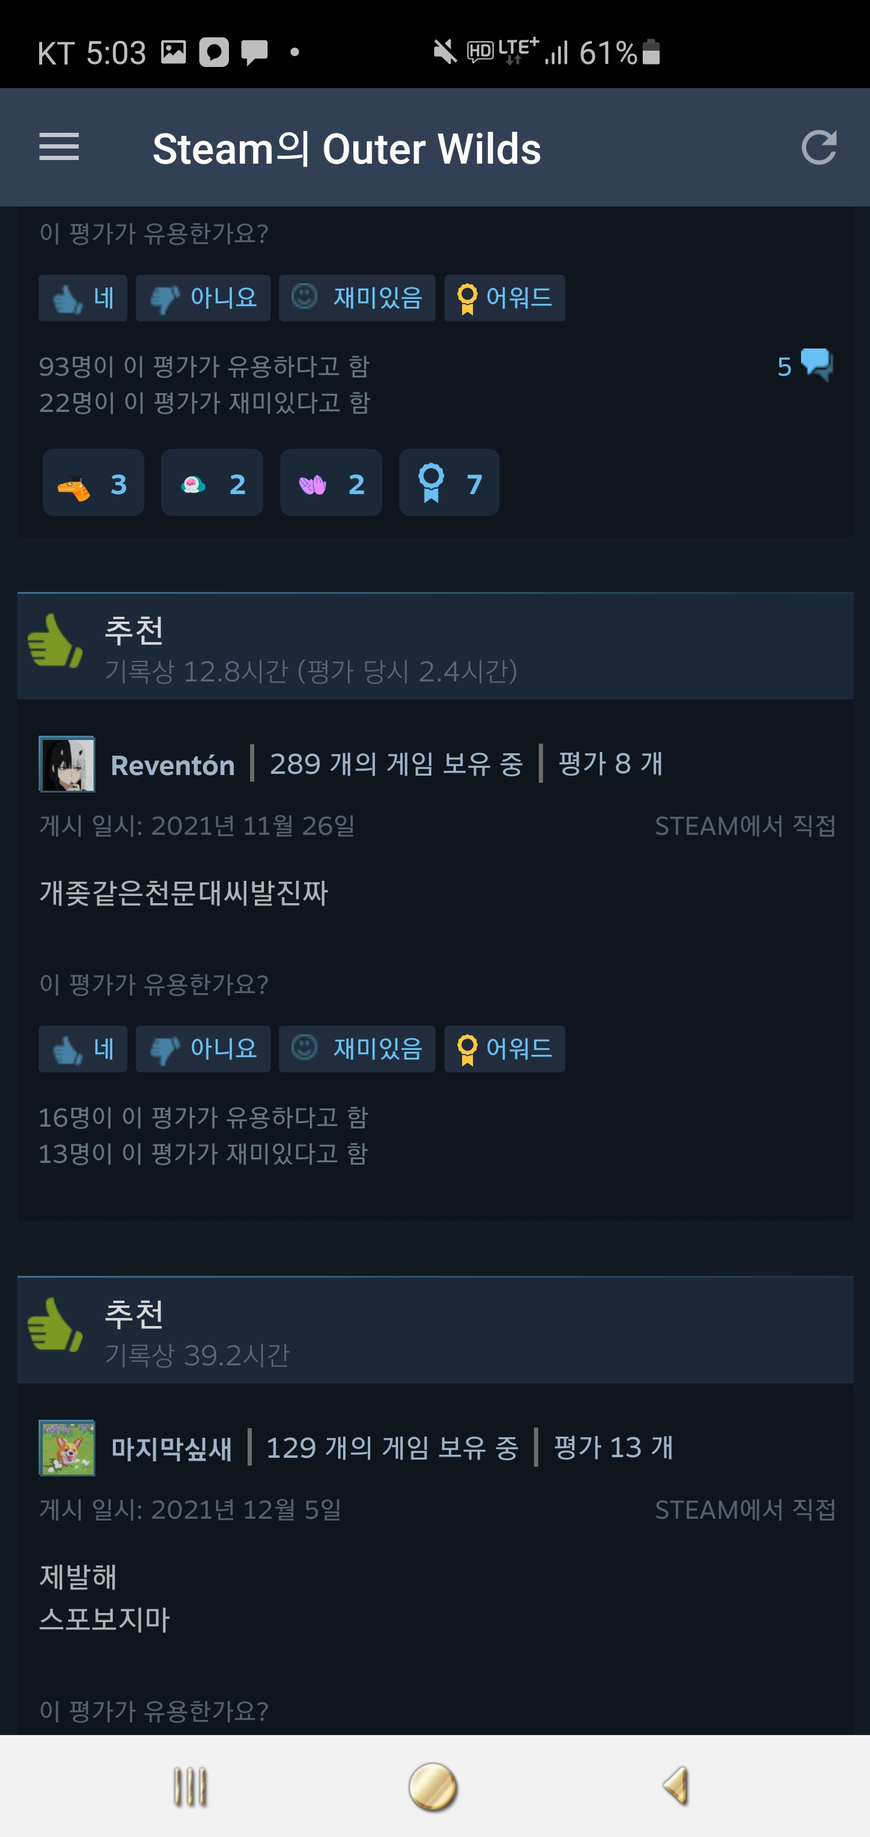 KT 5:03 HD LTE+ 61%
Steam의 Outer Wilds
이 평가가 유용한가요?
네 아니요 재미있음 어워드
93명이 이 평가가 유용하다고 함 5
22명이 이 평가가 재미있다고 함
3 2 2 7
추천
기록상 12.8시간 (평가 당시 2.4시간)
Reventón | 289 개의 게임 보유 중 | 평가 8 개
게시 일시: 2021년 11월 26일 STEAM에서 직접
개좆같은천문대씨발진짜
이 평가가 유용한가요?
네 아니요 재미있음 어워드
16명이 이 평가가 유용하다고 함
13명이 이 평가가 재미있다고 함
추천
기록상 39.2시간
마지막싶새 | 129 개의 게임 보유 중 | 평가 13 개
게시 일시: 2021년 12월 5일 STEAM에서 직접
제발해
스포보지마
이 평가가 유용한가요?